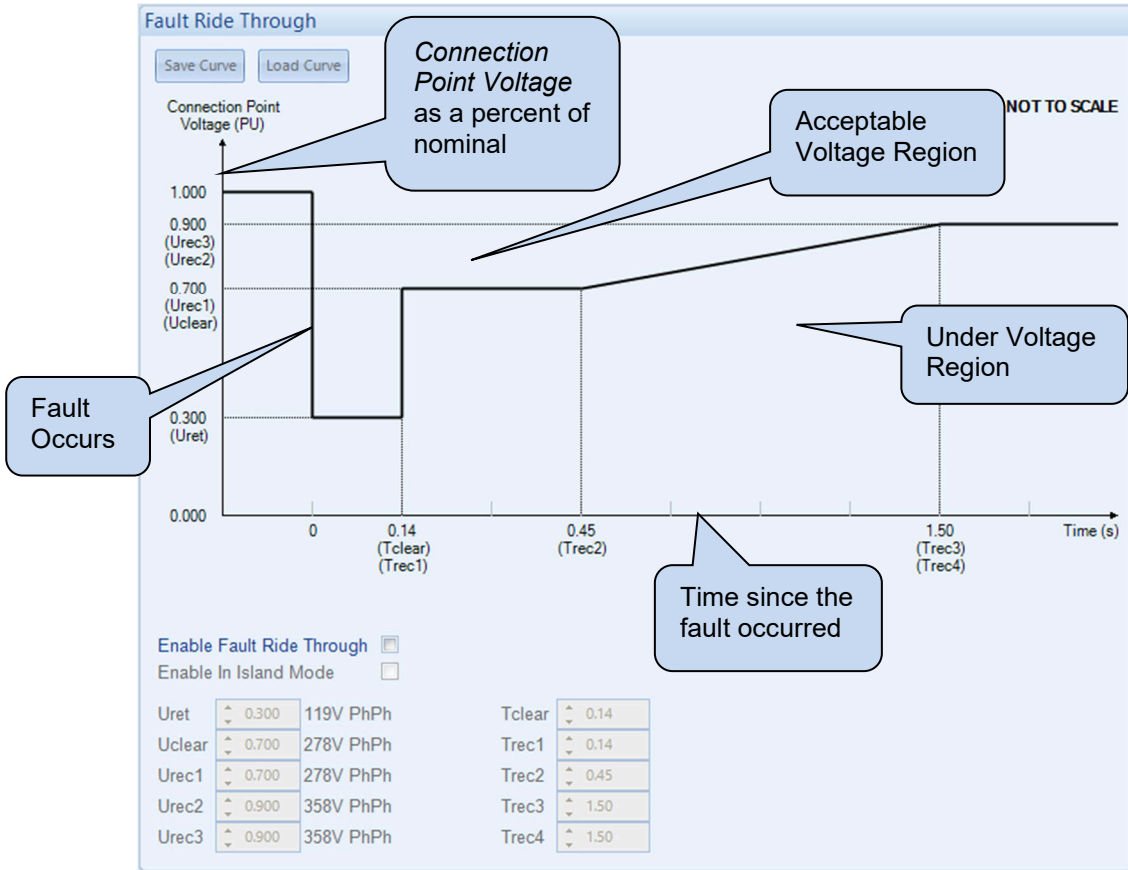 Fault Ride Through
Save Curve
Load Curve
Connection
Point Voltage
as a percent of
nominal
Connection Point
Voltage (PU)
NOT TO SCALE
Acceptable
Voltage Region
1.000
0.900
(Urec3)
(Urec2)
0.700
(Urec1)
(Uclear)
Under Voltage
Region
Fault
Occurs
0.300
(Uret)
0.000
0
0.14
(Tclear)
(Trec1)
0.45
(Trec2)
1.50
(Trec3)
(Trec4)
Time (s)
Time since the
fault occurred
Enable Fault Ride Through
Enable In Island Mode
Uret 0.300 119V PhPh Tclear 0.14
Uclear 0.700 278V PhPh Trec1 0.14
Urec1 0.700 278V PhPh Trec2 0.45
Urec2 0.900 358V PhPh Trec3 1.50
Urec3 0.900 358V PhPh Trec4 1.50